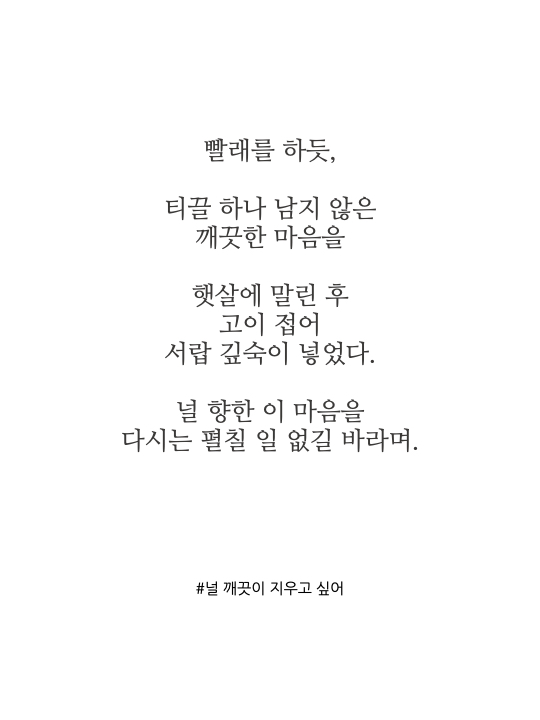 빨래를 하듯,
티끌 하나 남지 않은
깨끗한 마음을
햇살에 말린 후
고이 접어
서랍 깊숙이 넣었다.
널 향한 이 마음을
다시는 펼칠 일 없길 바라며.
#널 깨끗이 지우고 싶어